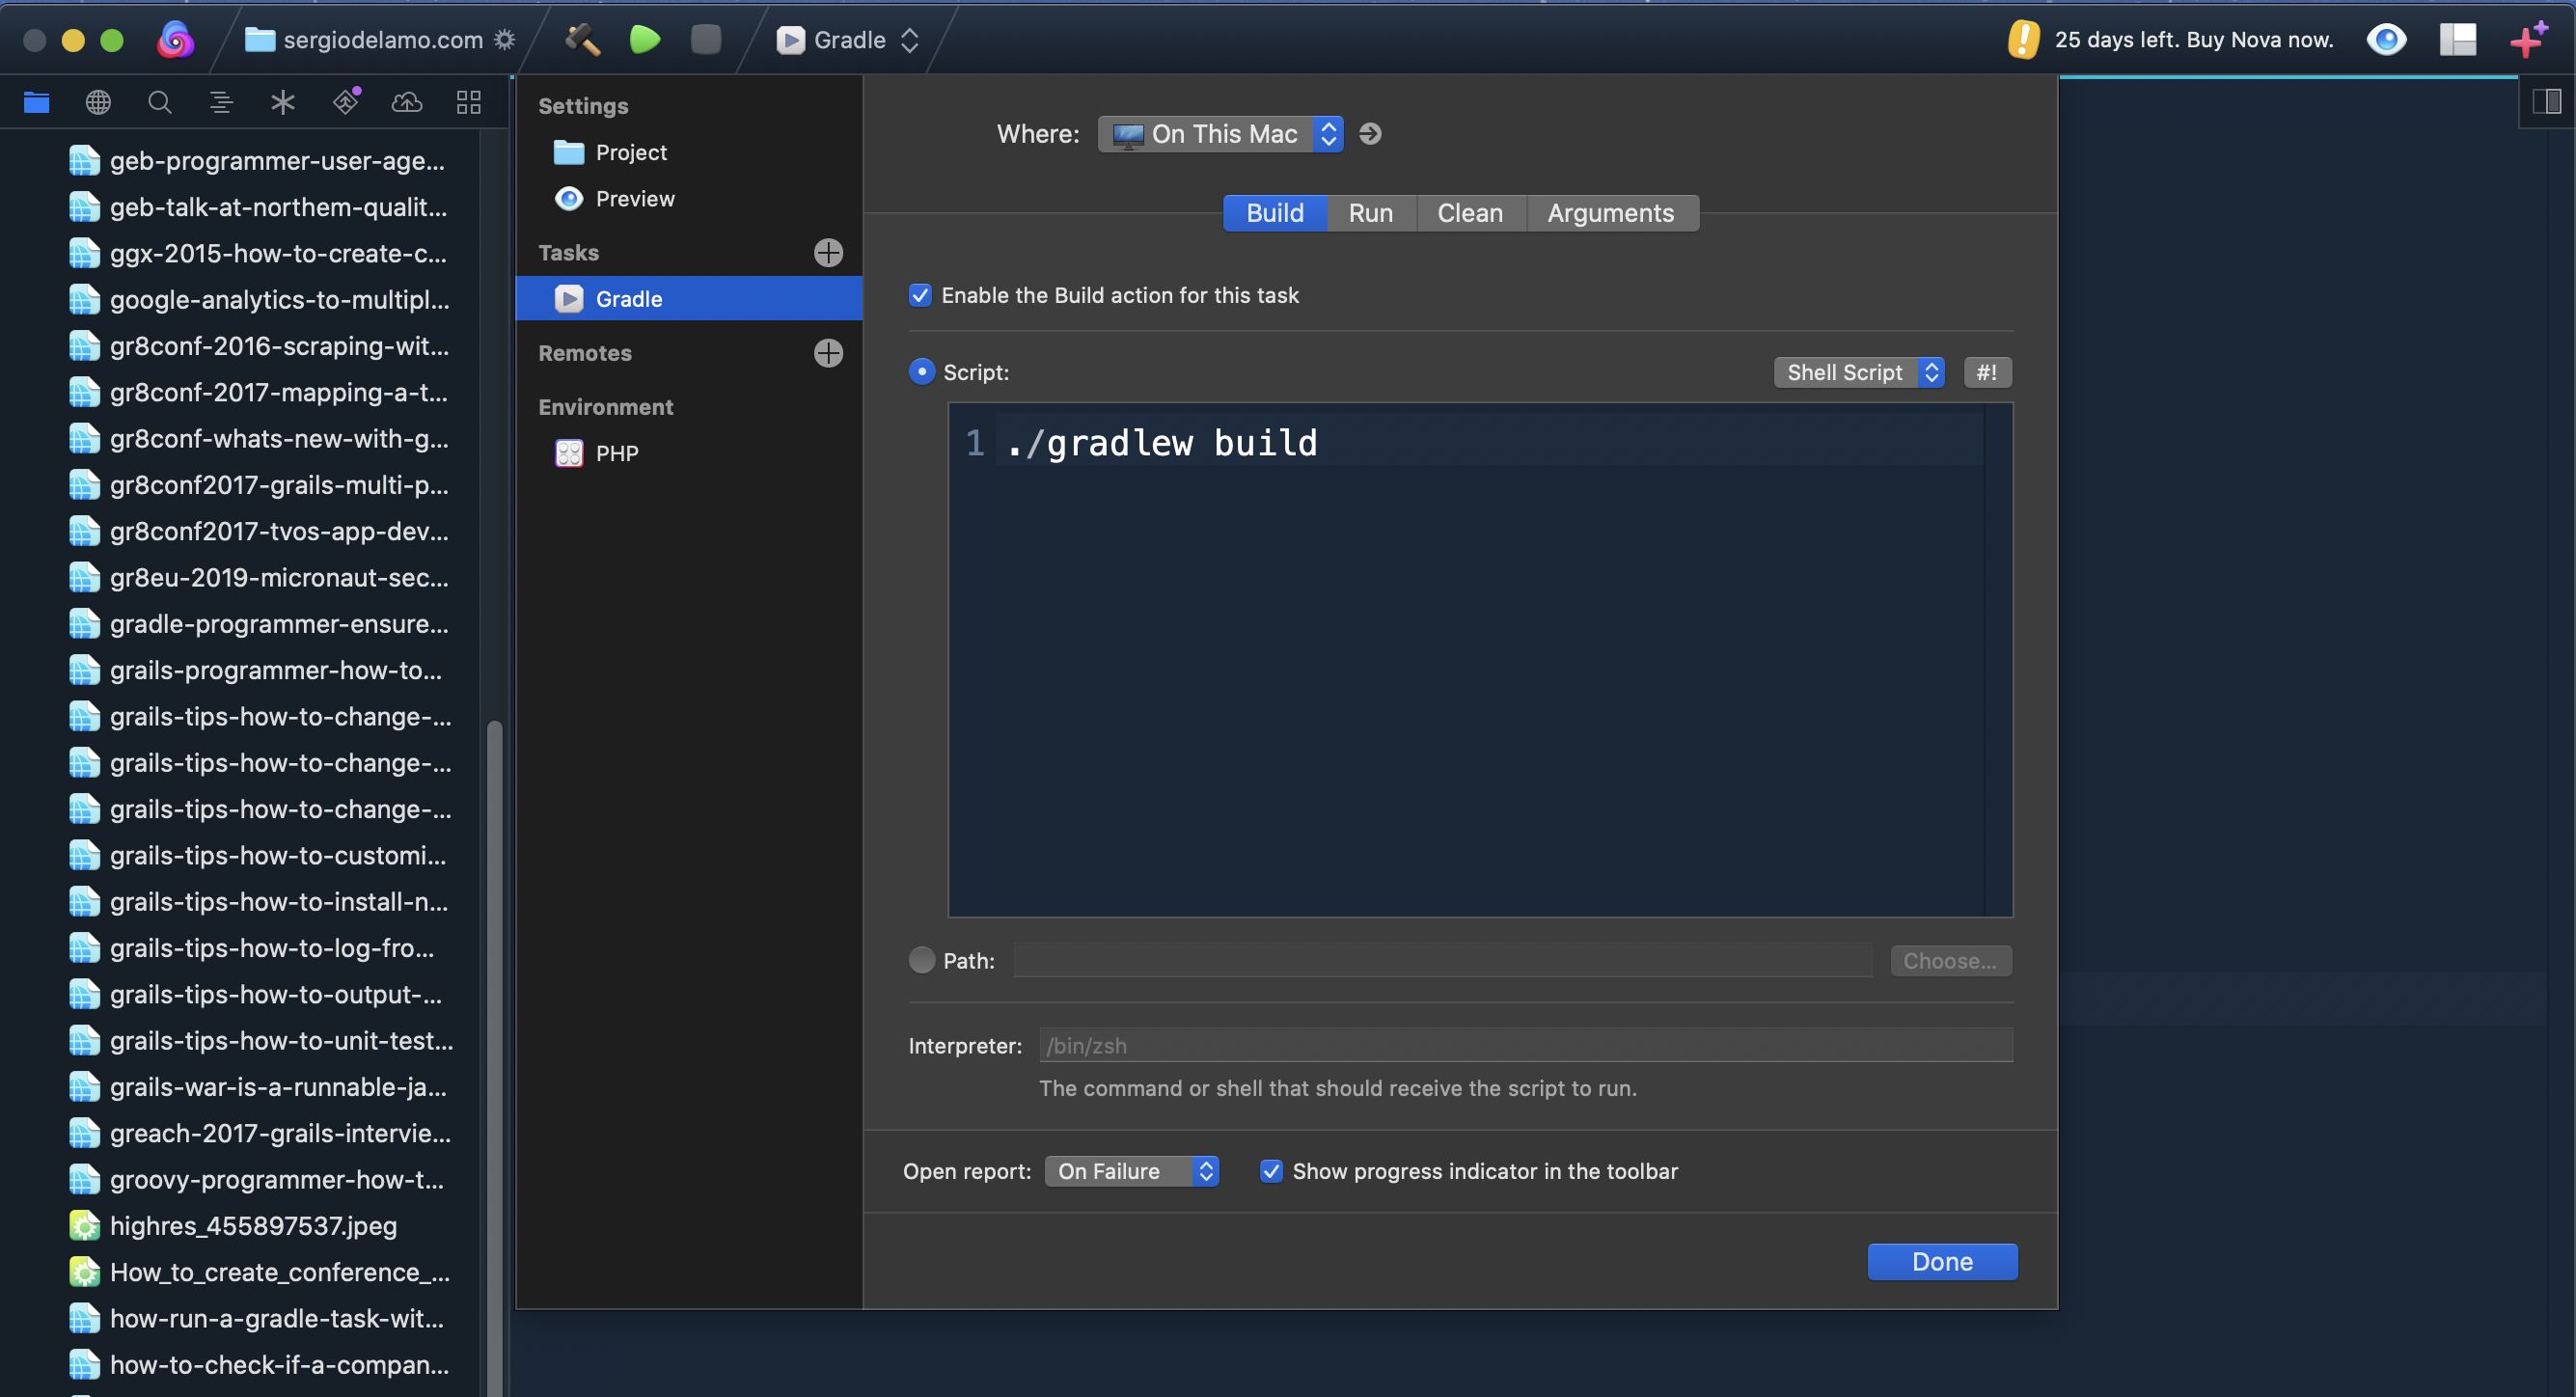 sergiodelamo.com
Gradle
25 days left. Buy Nova now.
geb-programmer-user-age...
geb-talk-at-northem-qualit...
ggx-2015-how-to-create-c...
google-analytics-to-multipl...
gr8conf-2016-scraping-wit...
gr8conf-2017-mapping-a-t...
gr8conf-whats-new-with-g...
gr8conf2017-grails-multi-p...
gr8conf2017-tvos-app-dev...
gr8eu-2019-micronaut-sec...
gradle-programmer-ensure...
grails-programmer-how-to...
grails-tips-how-to-change-...
grails-tips-how-to-change-...
grails-tips-how-to-change-...
grails-tips-how-to-customi...
grails-tips-how-to-install-n...
grails-tips-how-to-log-fro...
grails-tips-how-to-output-...
grails-tips-how-to-unit-test...
grails-war-is-a-runnable-ja...
greach-2017-grails-intervie...
groovy-programmer-how-t...
highres_455897537.jpeg
How_to_create_conference_...
how-run-a-gradle-task-wit...
how-to-check-if-a-compan...
Settings
Project
Preview
Tasks
Gradle
Remotes
Environment
PHP
Where: On This Mac
Build Run Clean Arguments
Enable the Build action for this task
Script: Shell Script #!
1 ./gradlew build
Path: Choose...
Interpreter: /bin/zsh
The command or shell that should receive the script to run.
Open report: On Failure Show progress indicator in the toolbar
Done